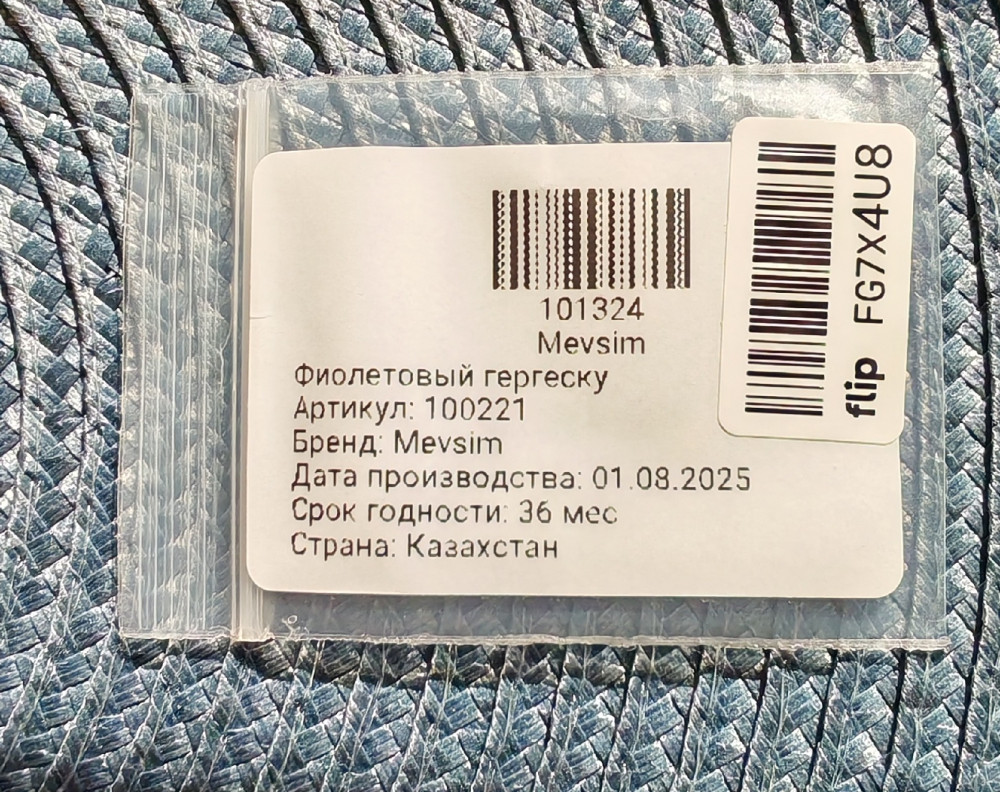 101324
Mevsim
Фиолетовый гергеску
Артикул: 100221
Бренд: Mevsim
Дата производства: 01.08.2025
Срок годности: 36 мес
Страна: Казахстан
flip FG7X4U8